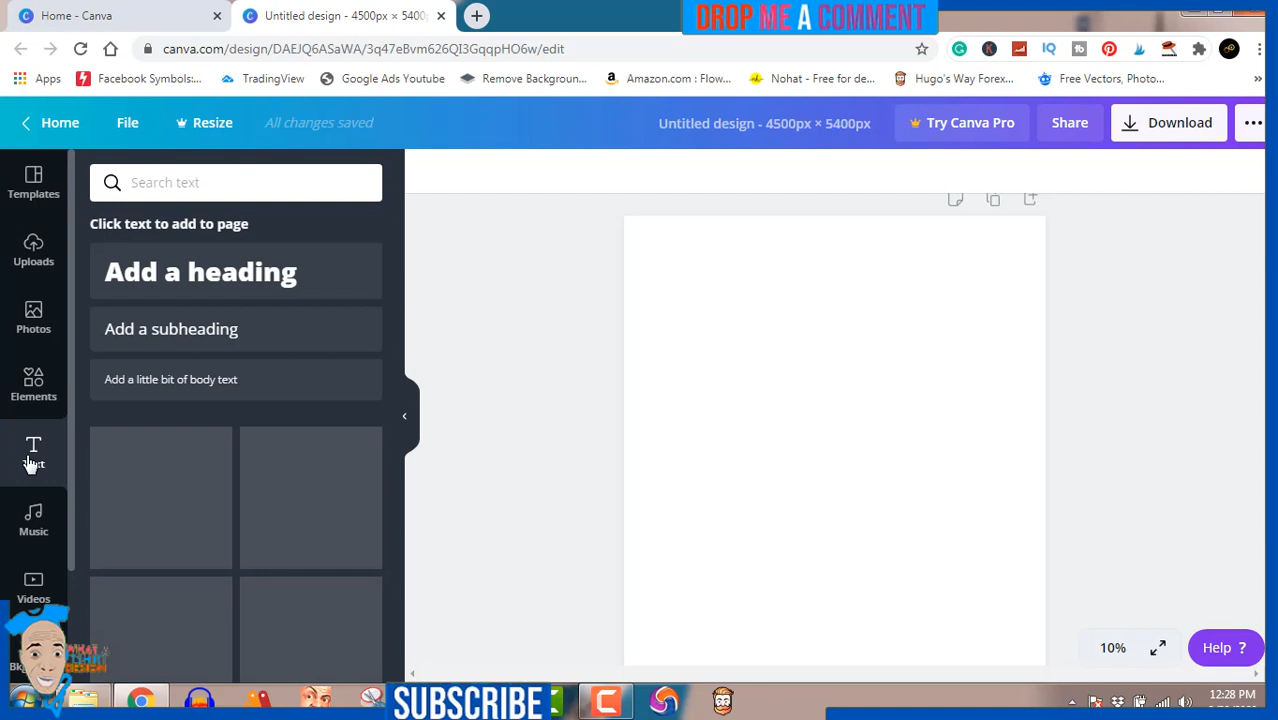 Home - Canva
Untitled design - 4500px × 5400p
DROP ME A COMMENT
canva.com/design/DAEJQ6ASaWA/3q47eBvm626QI3GqqpHO6w/edit
Apps
Facebook Symbols:...
TradingView
Google Ads Youtube
Remove Backgroun...
Amazon.com : Flow...
Nohat - Free for de...
Hugo's Way Forex...
Free Vectors, Photo...
Home
File
Resize
All changes saved
Untitled design - 4500px × 5400px
Try Canva Pro
Share
Download
Templates
Uploads
Photos
Elements
Music
Videos
Search text
Click text to add to page
Add a heading
Add a subheading
Add a little bit of body text
10%
Help ?
SUBSCRIBE
12:28 PM